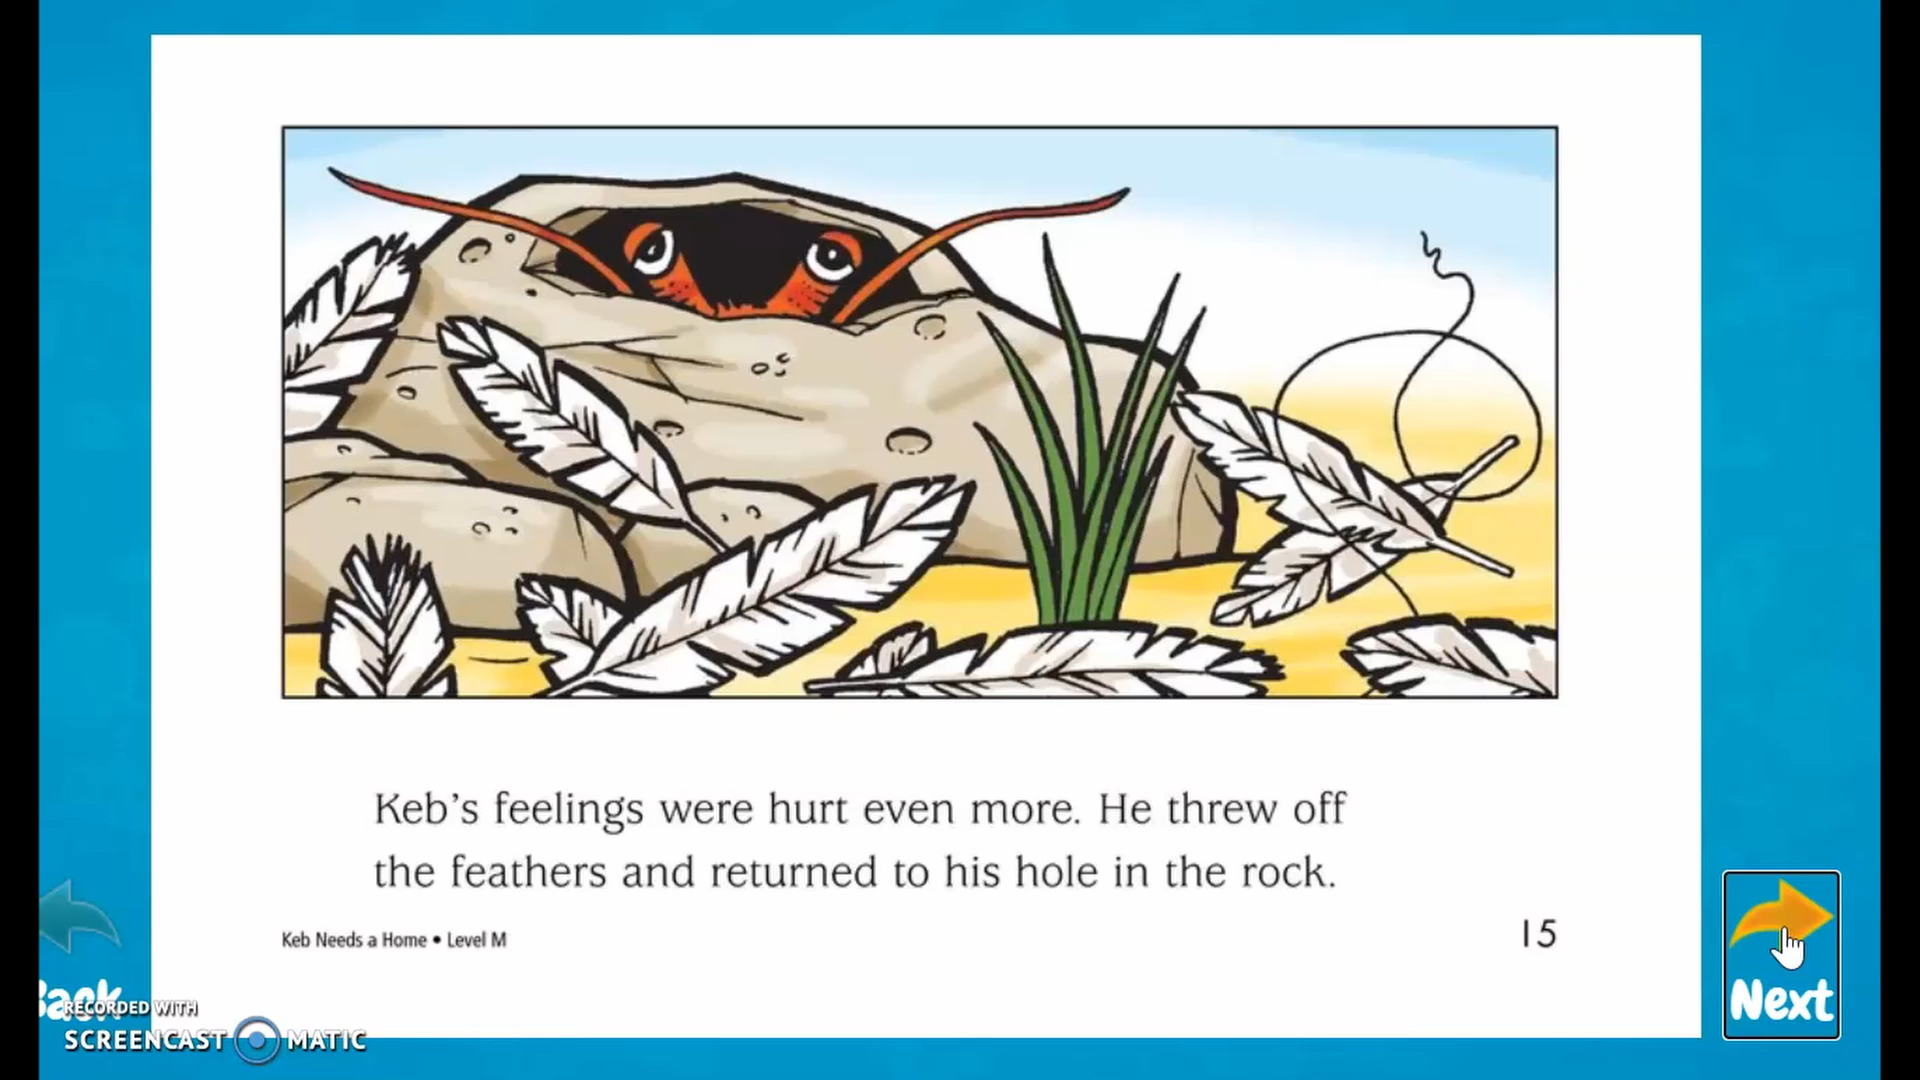 Keb's feelings were hurt even more. He threw off
the feathers and returned to his hole in the rock.
Keb Needs a Home • Level M
15
Back
Next
RECORDED WITH
SCREENCAST MATIC